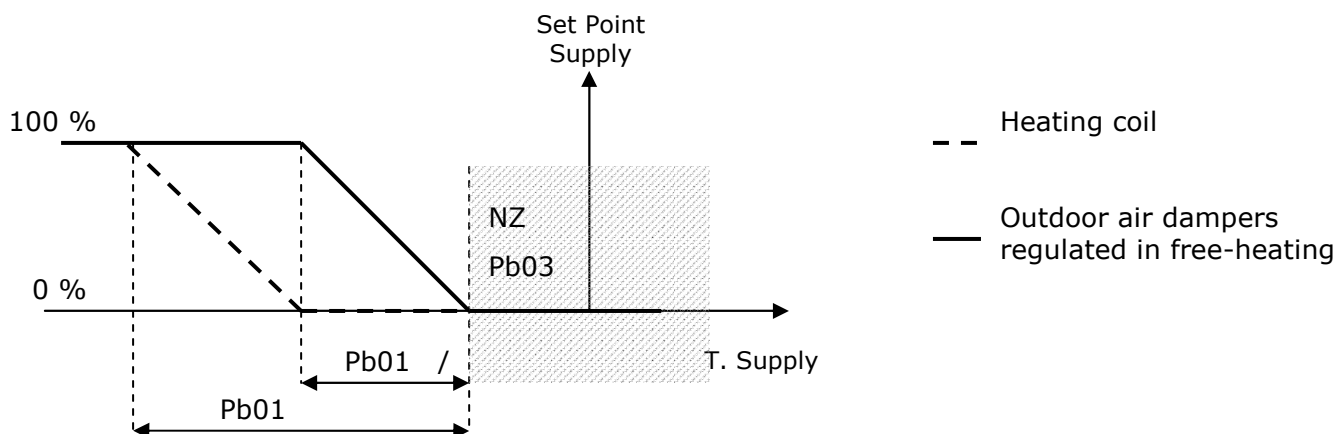 Set Point
Supply
100 %
Heating coil
NZ
Outdoor air dampers
regulated in free-heating
Pb03
0 %
Pb01 /
T. Supply
Pb01